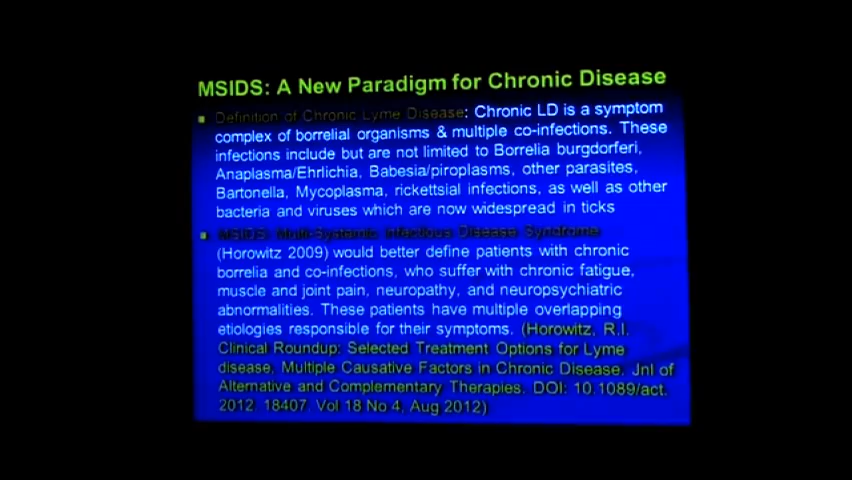 MSIDS: A New Paradigm for Chronic Disease
Definition of Chronic Lyme Disease: Chronic LD is a symptom
complex of borrelial organisms & multiple co-infections. These
infections include but are not limited to Borrelia burgdorferi,
Anaplasma/Ehrlichia, Babesia/piroplasms, other parasites,
Bartonella, Mycoplasma, rickettsial infections, as well as other
bacteria and viruses which are now widespread in ticks
MSIDS: Multi-Systemic Infectious Disease Syndrome
(Horowitz 2009) would better define patients with chronic
borrelia and co-infections, who suffer with chronic fatigue,
muscle and joint pain, neuropathy, and neuropsychiatric
abnormalities. These patients have multiple overlapping
etiologies responsible for their symptoms. (Horowitz, R.I.
Clinical Roundup: Selected Treatment Options for Lyme
disease, Multiple Causative Factors in Chronic Disease. Jnl of
Alternative and Complementary Therapies. DOI: 10.1089/act.
2012. 18407. Vol 18 No 4, Aug 2012)